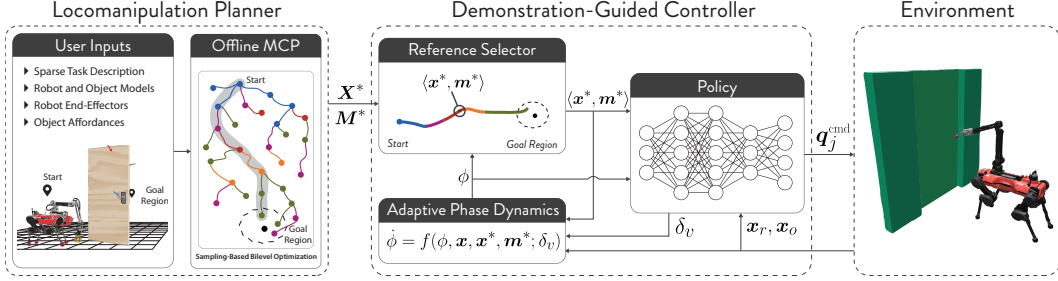 Locomanipulation Planner
User Inputs
Sparse Task Description
Robot and Object Models
Robot End-Effectors
Object Affordances
Start
Goal
Region
Offline MCP
Start
Goal
Region
Sampling-Based Bilevel Optimization
X*
M*
Demonstration-Guided Controller
Reference Selector
⟨x*, m*⟩
Start
Goal Region
⟨x*, m*⟩
ϕ
Adaptive Phase Dynamics
ϕ̇ = f(ϕ, x, x*, m*; δ_v)
Policy
δ_v
x_r, x_o
q_j^cmd
Environment